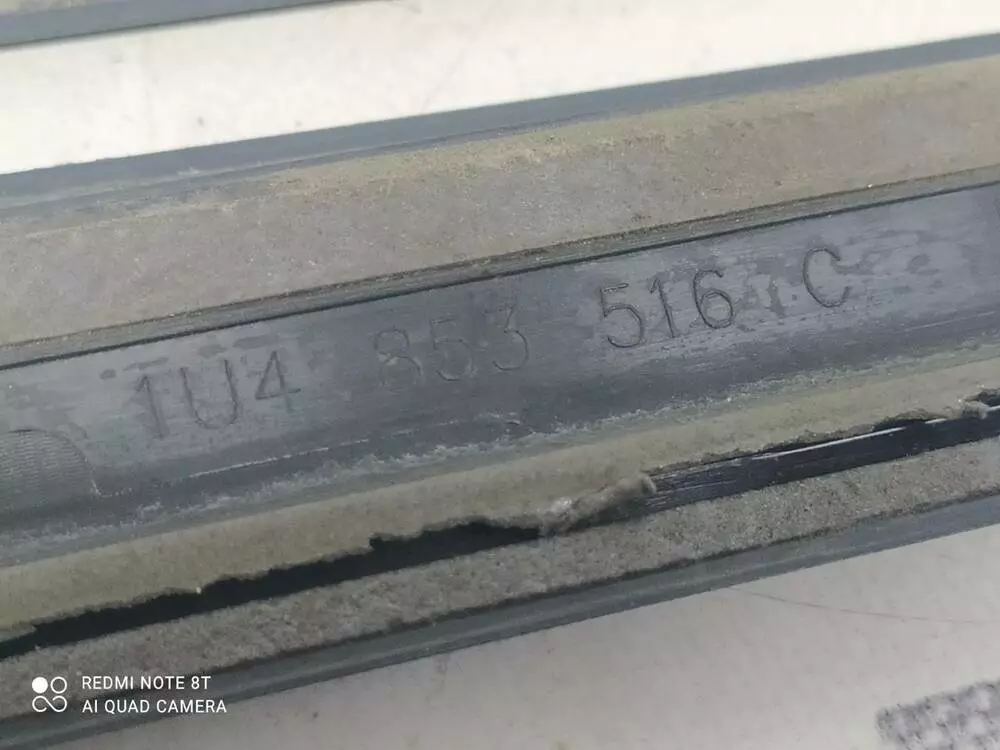 1U4 853 516 C
REDMI NOTE 8T
AI QUAD CAMERA